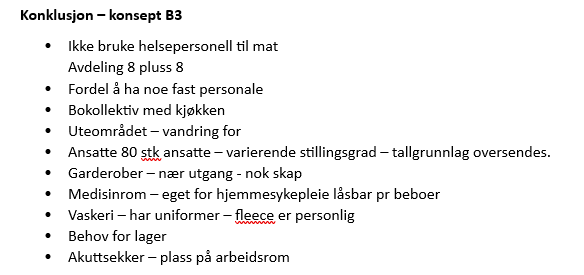 Konklusjon – konsept B3
• Ikke bruke helsepersonell til mat
Avdeling 8 pluss 8
• Fordel å ha noe fast personale
• Bokollektiv med kjøkken
• Uteområdet – vandring for
• Ansatte 80 stk ansatte – varierende stillingsgrad – tallgrunnlag oversendes.
• Garderober – nær utgang - nok skap
• Medisinrom – eget for hjemmesykepleie låsbar pr beboer
• Vaskeri – har uniformer – fleece er personlig
• Behov for lager
• Akuttsekker – plass på arbeidsrom